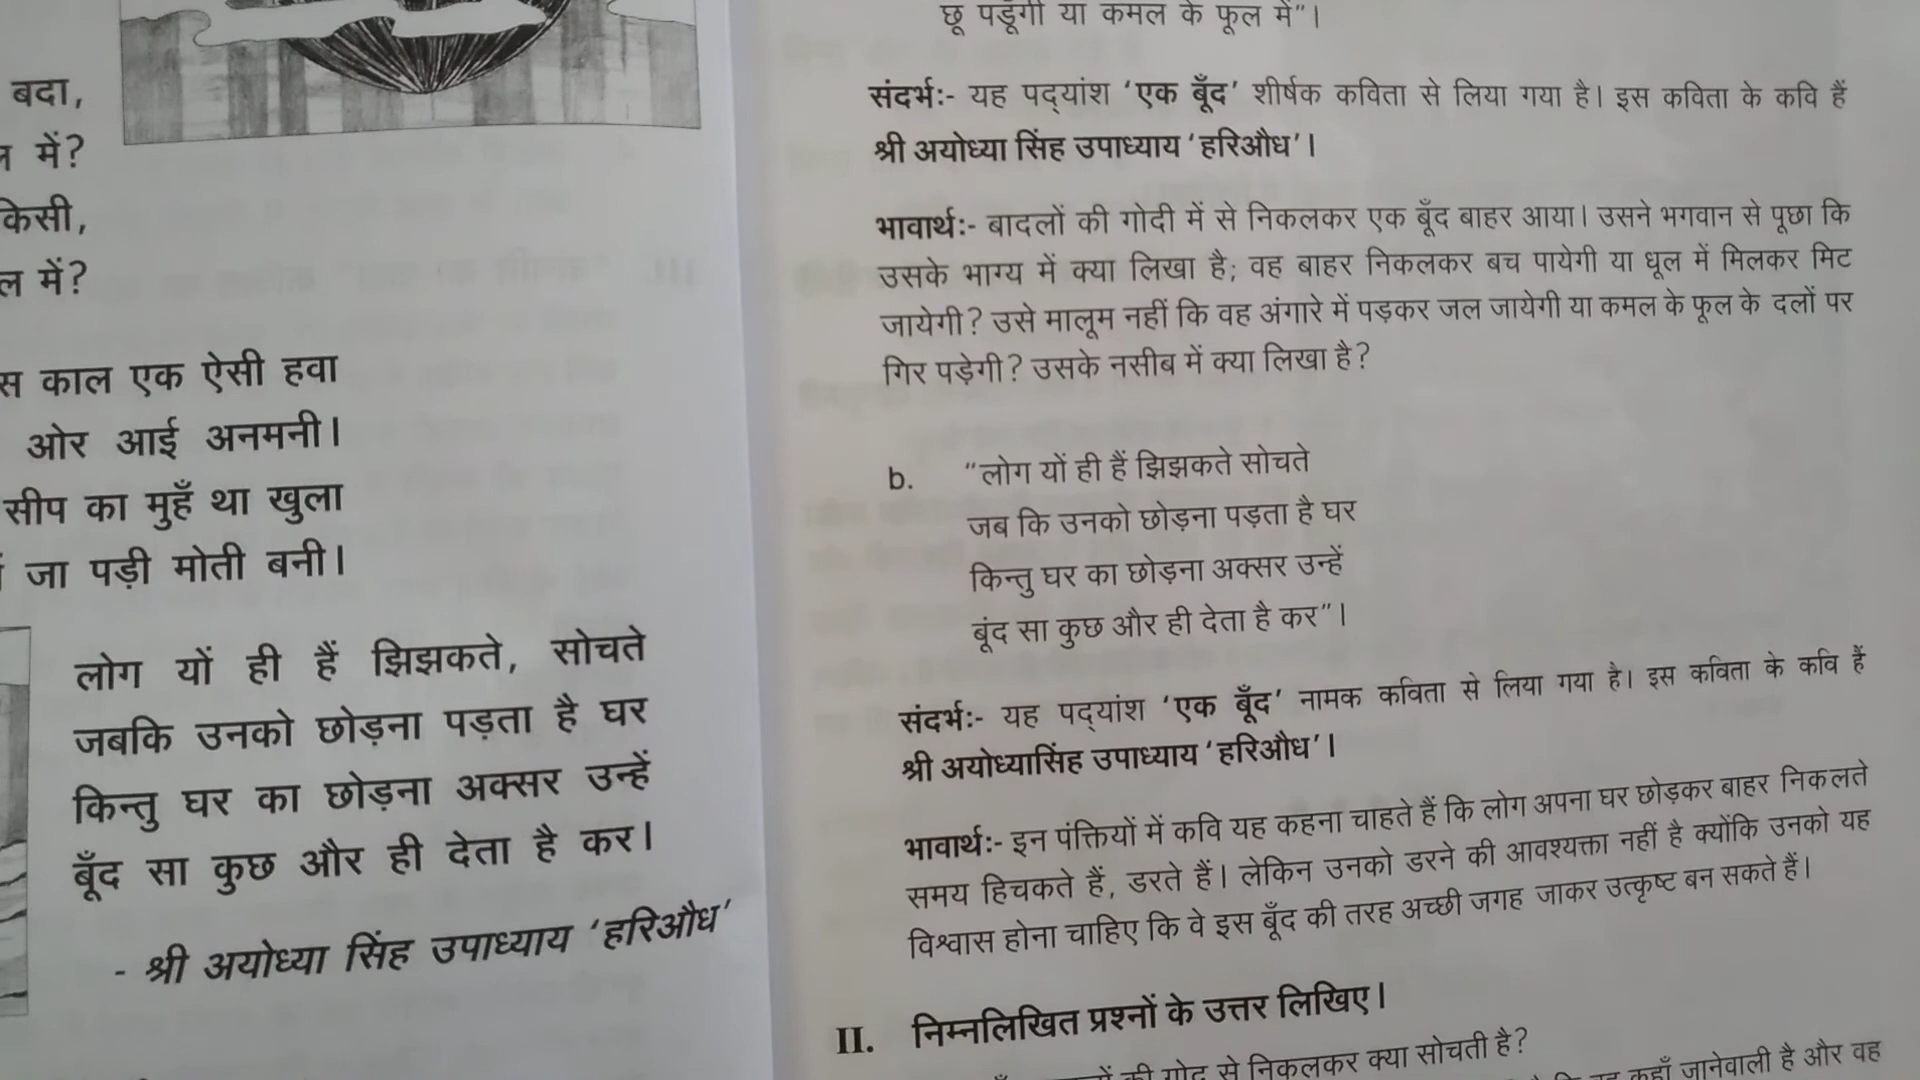 बदा,
में?
किसी,
में?
काल एक ऐसी हवा
ओर आई अनमनी।
सीप का मुहँ था खुला
जा पड़ी मोती बनी।
लोग यों ही हैं झिझकते, सोचते
जबकि उनको छोड़ना पड़ता है घर
किन्तु घर का छोड़ना अक्सर उन्हें
बूँद सा कुछ और ही देता है कर।
- श्री अयोध्या सिंह उपाध्याय ‘हरिऔध’
छू पड़ूँगी या कमल के फूल में”।
संदर्भः- यह पद्यांश ‘एक बूँद’ शीर्षक कविता से लिया गया है। इस कविता के कवि हैं
श्री अयोध्या सिंह उपाध्याय ‘हरिऔध’।
भावार्थः- बादलों की गोदी में से निकलकर एक बूँद बाहर आया। उसने भगवान से पूछा कि
उसके भाग्य में क्या लिखा है; वह बाहर निकलकर बच पायेगी या धूल में मिलकर मिट
जायेगी? उसे मालूम नहीं कि वह अंगारे में पड़कर जल जायेगी या कमल के फूल के दलों पर
गिर पड़ेगी? उसके नसीब में क्या लिखा है?
b. “लोग यों ही हैं झिझकते सोचते
जब कि उनको छोड़ना पड़ता है घर
किन्तु घर का छोड़ना अक्सर उन्हें
बूंद सा कुछ और ही देता है कर”।
संदर्भः- यह पद्यांश ‘एक बूँद’ नामक कविता से लिया गया है। इस कविता के कवि हैं
श्री अयोध्यासिंह उपाध्याय ‘हरिऔध’।
भावार्थः- इन पंक्तियों में कवि यह कहना चाहते हैं कि लोग अपना घर छोड़कर बाहर निकलते
समय हिचकते हैं, डरते हैं। लेकिन उनको डरने की आवश्यक्ता नहीं है क्योंकि उनको यह
विश्वास होना चाहिए कि वे इस बूँद की तरह अच्छी जगह जाकर उत्कृष्ट बन सकते हैं।
II. निम्नलिखित प्रश्नों के उत्तर लिखिए।
की गोद से निकलकर क्या सोचती है?
कहाँ जानेवाली है और वह